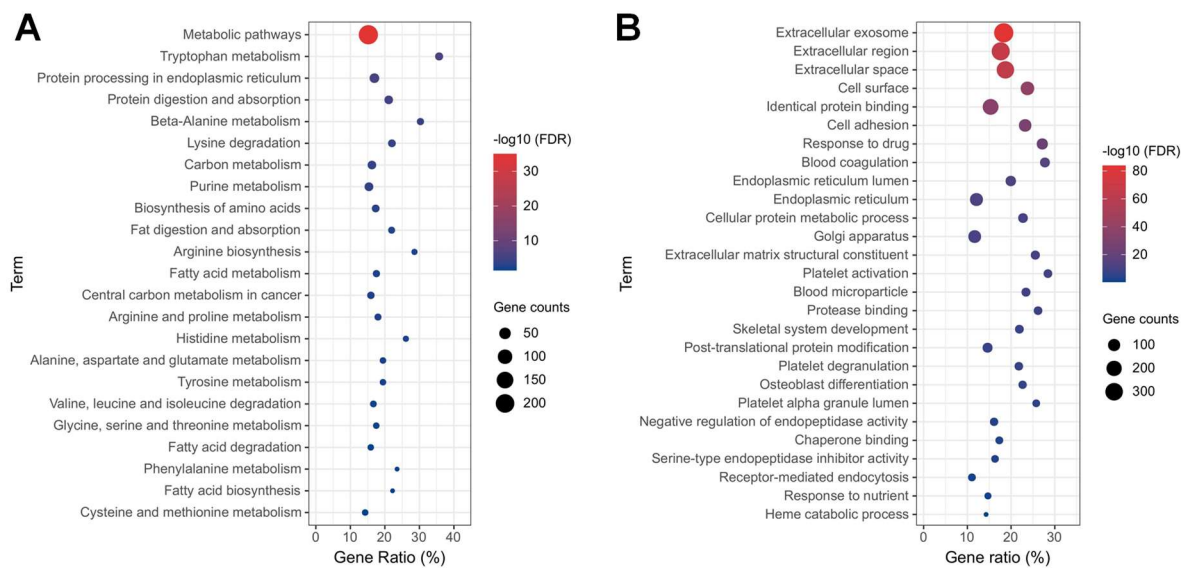 A
Term
Metabolic pathways
Tryptophan metabolism
Protein processing in endoplasmic reticulum
Protein digestion and absorption
Beta-Alanine metabolism
Lysine degradation
Carbon metabolism
Purine metabolism
Biosynthesis of amino acids
Fat digestion and absorption
Arginine biosynthesis
Fatty acid metabolism
Central carbon metabolism in cancer
Arginine and proline metabolism
Histidine metabolism
Alanine, aspartate and glutamate metabolism
Tyrosine metabolism
Valine, leucine and isoleucine degradation
Glycine, serine and threonine metabolism
Fatty acid degradation
Phenylalanine metabolism
Fatty acid biosynthesis
Cysteine and methionine metabolism
0 10 20 30 40
Gene Ratio (%)
-log10 (FDR)
30
20
10
Gene counts
50
100
150
200
B
Term
Extracellular exosome
Extracellular region
Extracellular space
Cell surface
Identical protein binding
Cell adhesion
Response to drug
Blood coagulation
Endoplasmic reticulum lumen
Endoplasmic reticulum
Cellular protein metabolic process
Golgi apparatus
Extracellular matrix structural constituent
Platelet activation
Blood microparticle
Protease binding
Skeletal system development
Post-translational protein modification
Platelet degranulation
Osteoblast differentiation
Platelet alpha granule lumen
Negative regulation of endopeptidase activity
Chaperone binding
Serine-type endopeptidase inhibitor activity
Receptor-mediated endocytosis
Response to nutrient
Heme catabolic process
0 10 20 30
Gene ratio (%)
-log10 (FDR)
80
60
40
20
Gene counts
100
200
300